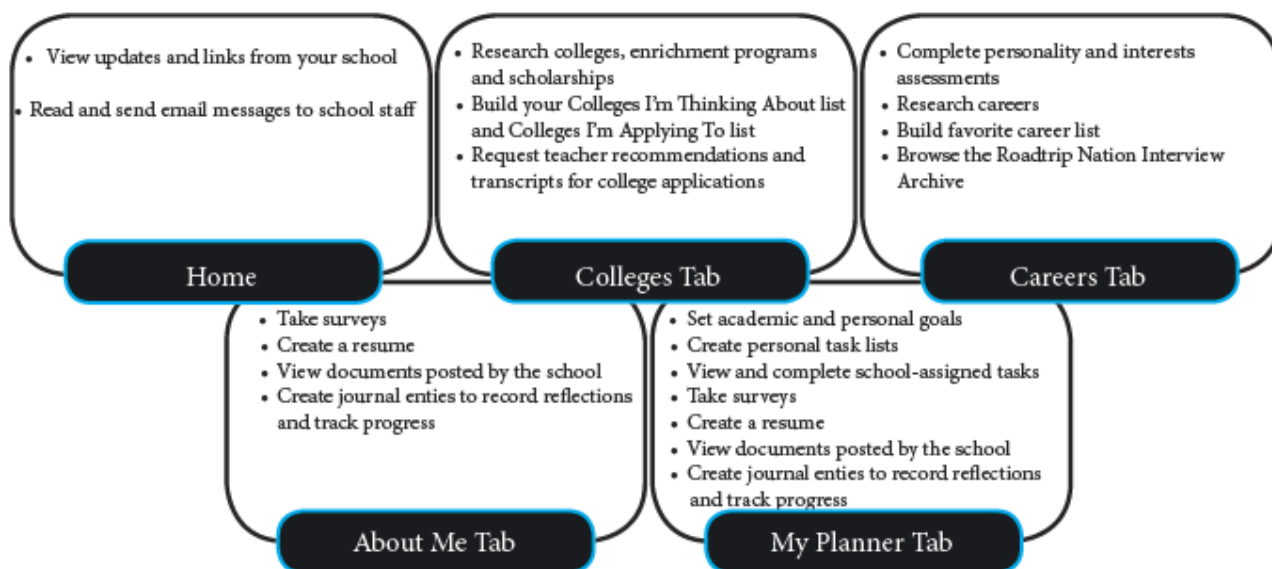 • View updates and links from your school
• Read and send email messages to school staff
Home
• Research colleges, enrichment programs
and scholarships
• Build your Colleges I'm Thinking About list
and Colleges I'm Applying To list
• Request teacher recommendations and
transcripts for college applications
Colleges Tab
• Complete personality and interests
assessments
• Research careers
• Build favorite career list
• Browse the Roadtrip Nation Interview
Archive
Careers Tab
• Take surveys
• Create a resume
• View documents posted by the school
• Create journal enties to record reflections
and track progress
About Me Tab
• Set academic and personal goals
• Create personal task lists
• View and complete school-assigned tasks
• Take surveys
• Create a resume
• View documents posted by the school
• Create journal enties to record reflections
and track progress
My Planner Tab